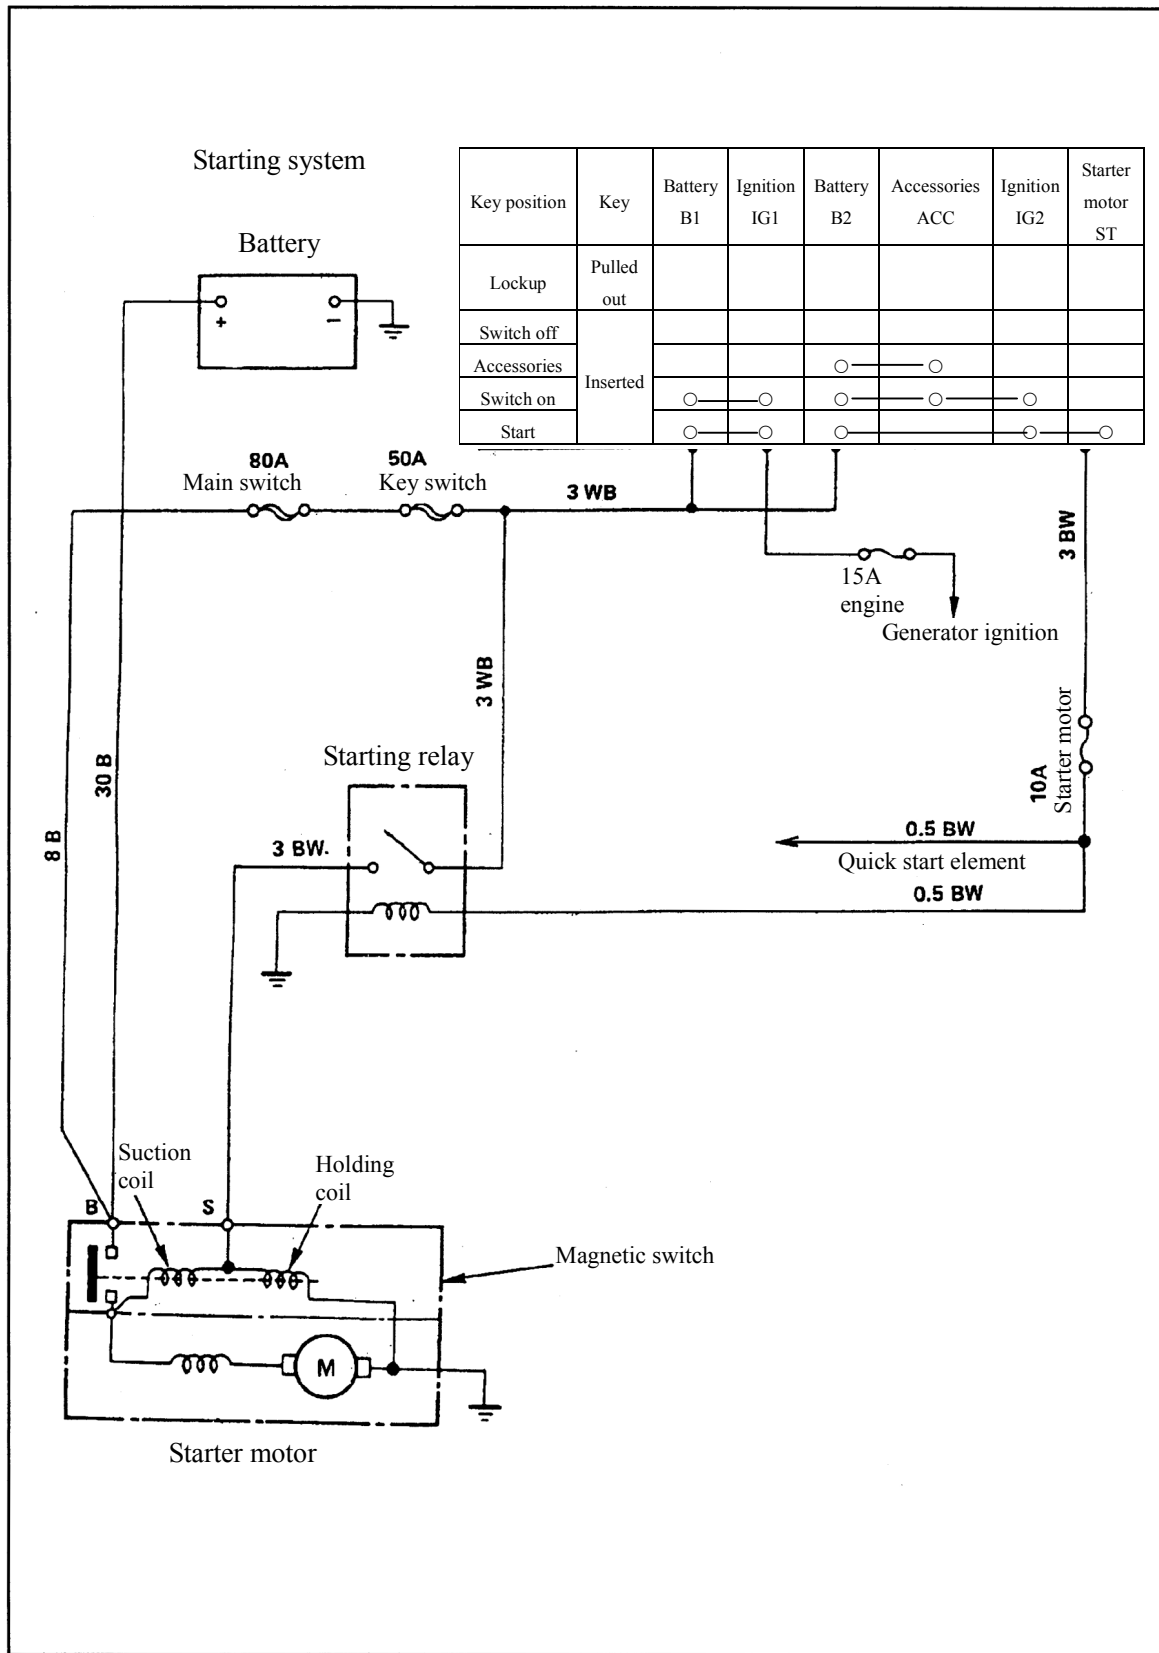 Starting system
Battery
+ −
Key position Key Battery B1 Ignition IG1 Battery B2 Accessories ACC Ignition IG2 Starter motor ST
Lockup Pulled out
Switch off Inserted
Accessories
Switch on
Start
80A
Main switch
50A
Key switch
3 WB
3 BW
15A
engine
Generator ignition
3 WB
Starting relay
30 B
8 B
10A
Starter motor
3 BW.
0.5 BW
Quick start element
0.5 BW
Suction
coil
Holding
coil
B
S
Magnetic switch
M
Starter motor